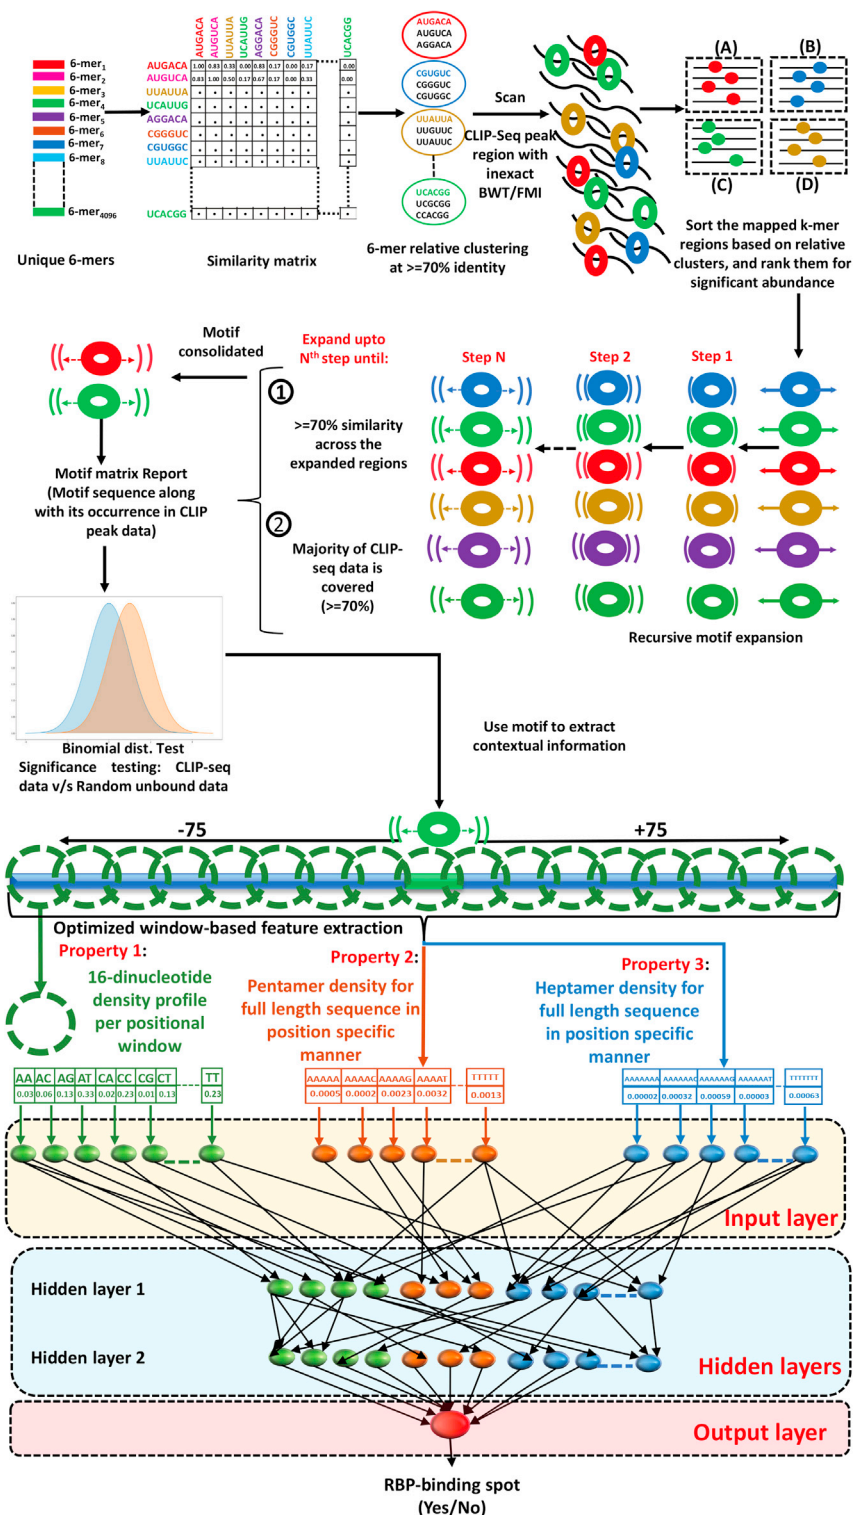 6-mer1
6-mer2
6-mer3
6-mer4
6-mer5
6-mer6
6-mer7
6-mer8
6-mer4096
Unique 6-mers
AUGACA AUGUCA UUAUUA UCAUUG AGGACA CGGGUC CGUGGC UUAUUC UCACGG
AUGACA 1.00 0.83 0.33 0.00 0.83 0.17 0.00 0.17 0.00
AUGUCA 0.83 1.00 0.50 0.17 0.67 0.17 0.00 0.33 0.00
UUAUUA
UCAUUG
AGGACA
CGGGUC
CGUGGC
UUAUUC
UCACGG
Similarity matrix
AUGACA
AUGUCA
AGGACA
CGUGUC
CGGGUC
CGUGGC
UUAUUA
UUGUUC
UUAUUC
UCACGG
UCGCGG
CCACGG
6-mer relative clustering
at >=70% identity
Scan
CLIP-Seq peak
region with
inexact
BWT/FMI
(A) (B)
(C) (D)
Sort the mapped k-mer
regions based on relative
clusters, and rank them for
significant abundance
Motif
consolidated
Expand upto
Nth step until:
Step N Step 2 Step 1
1
>=70% similarity
across the
expanded regions
2
Majority of CLIP-
seq data is
covered
(>=70%)
Recursive motif expansion
Motif matrix Report
(Motif sequence along
with its occurrence in CLIP
peak data)
Binomial dist. Test
Significance testing: CLIP-seq
data v/s Random unbound data
Use motif to extract
contextual information
-75 +75
Optimized window-based feature extraction
Property 1:
16-dinucleotide
density profile
per positional
window
Property 2:
Pentamer density for
full length sequence in
position specific
manner
Property 3:
Heptamer density for
full length sequence
in position specific
manner
AA AC AG AT CA CC CG CT TT
0.03 0.06 0.13 0.33 0.02 0.23 0.01 0.13 0.23
AAAAA AAAAC AAAAG AAAAT TTTTT
0.0005 0.0002 0.0023 0.0032 0.0013
AAAAAAA AAAAAAC AAAAAAG AAAAAAT TTTTTTT
0.00002 0.00032 0.00059 0.00003 0.00063
Input layer
Hidden layer 1
Hidden layer 2
Hidden layers
Output layer
RBP-binding spot
(Yes/No)